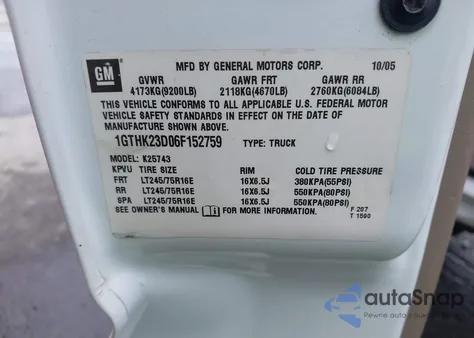 GM
MFD BY GENERAL MOTORS CORP. 10/05
GVWR GAWR FRT GAWR RR
4173KG(9200LB) 2118KG(4670LB) 2760KG(6084LB)
THIS VEHICLE CONFORMS TO ALL APPLICABLE U.S. FEDERAL MOTOR
VEHICLE SAFETY STANDARDS IN EFFECT ON THE DATE OF
MANUFACTURE SHOWN ABOVE.
1GTHK23D06F152759 TYPE: TRUCK
MODEL: K25743
KPVU TIRE SIZE RIM COLD TIRE PRESSURE
FRT LT245/75R16E 16X6.5J 380KPA(55PSI)
RR LT245/75R16E 16X6.5J 550KPA(80PSI)
SPA LT245/75R16E 16X6.5J 550KPA(80PSI)
SEE OWNER'S MANUAL FOR MORE INFORMATION. F 207
T 1590
autoSnap
Pewne auto